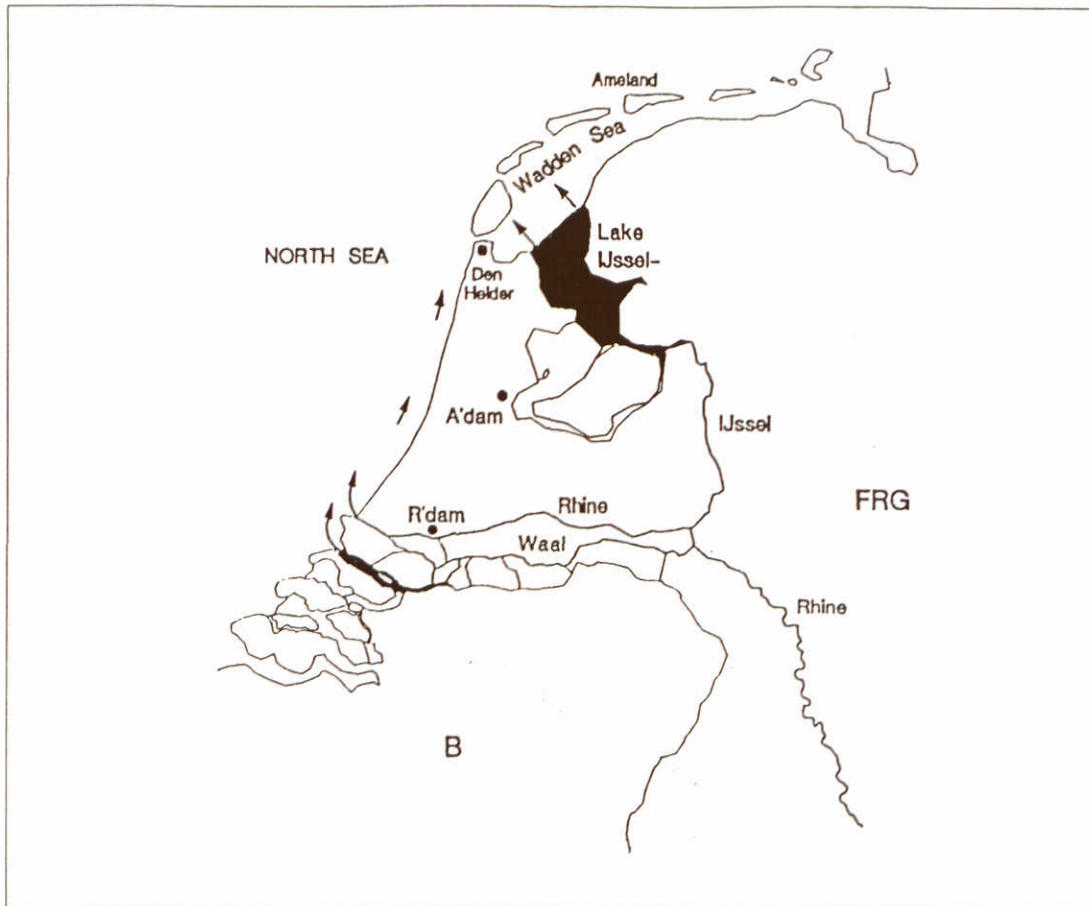 Ameland
Wadden Sea
Lake
IJssel-
NORTH SEA
Den
Helder
A'dam
IJssel
FRG
R'dam
Rhine
Waal
Rhine
B